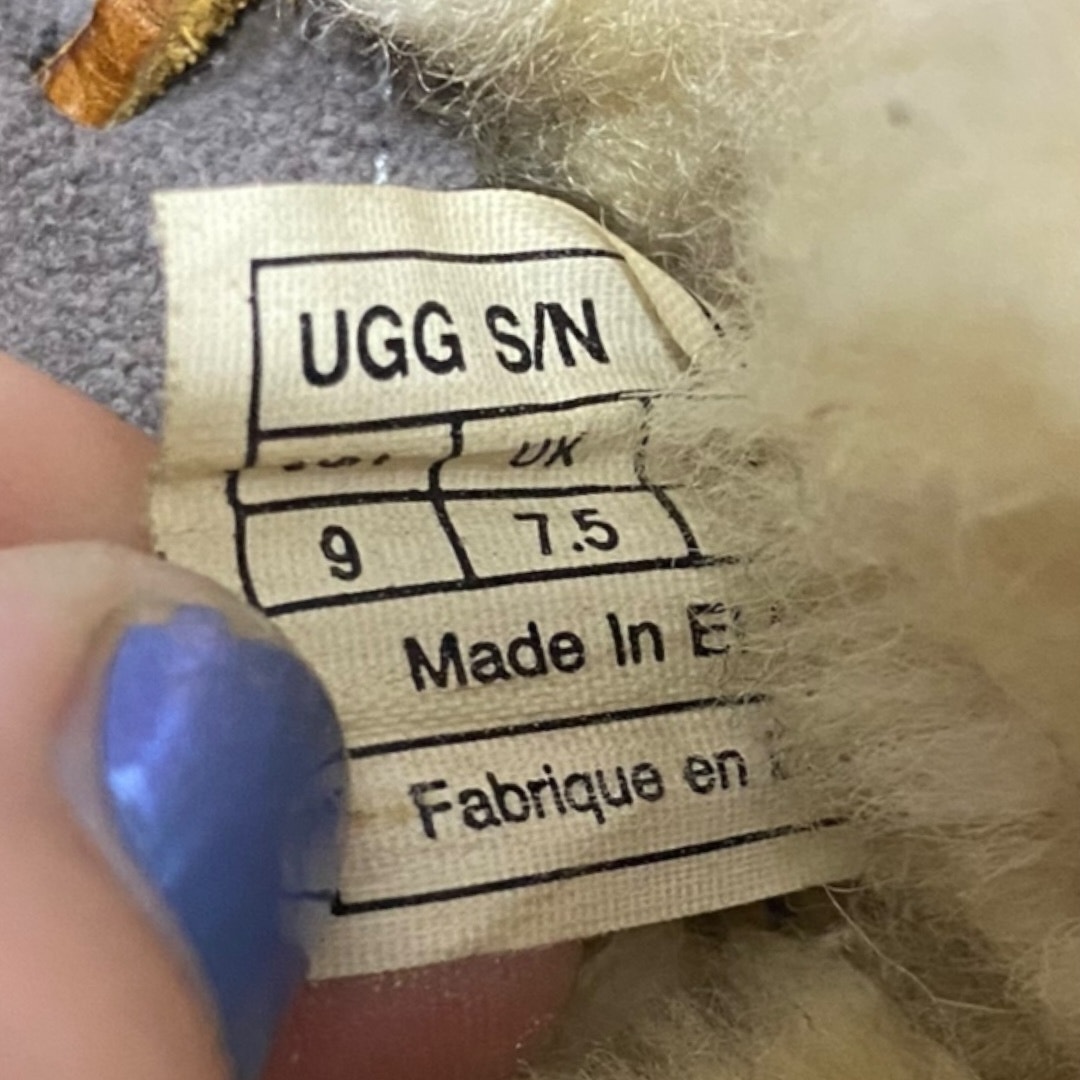 UGG S/N
UK
9 7.5
Made In
Fabrique en